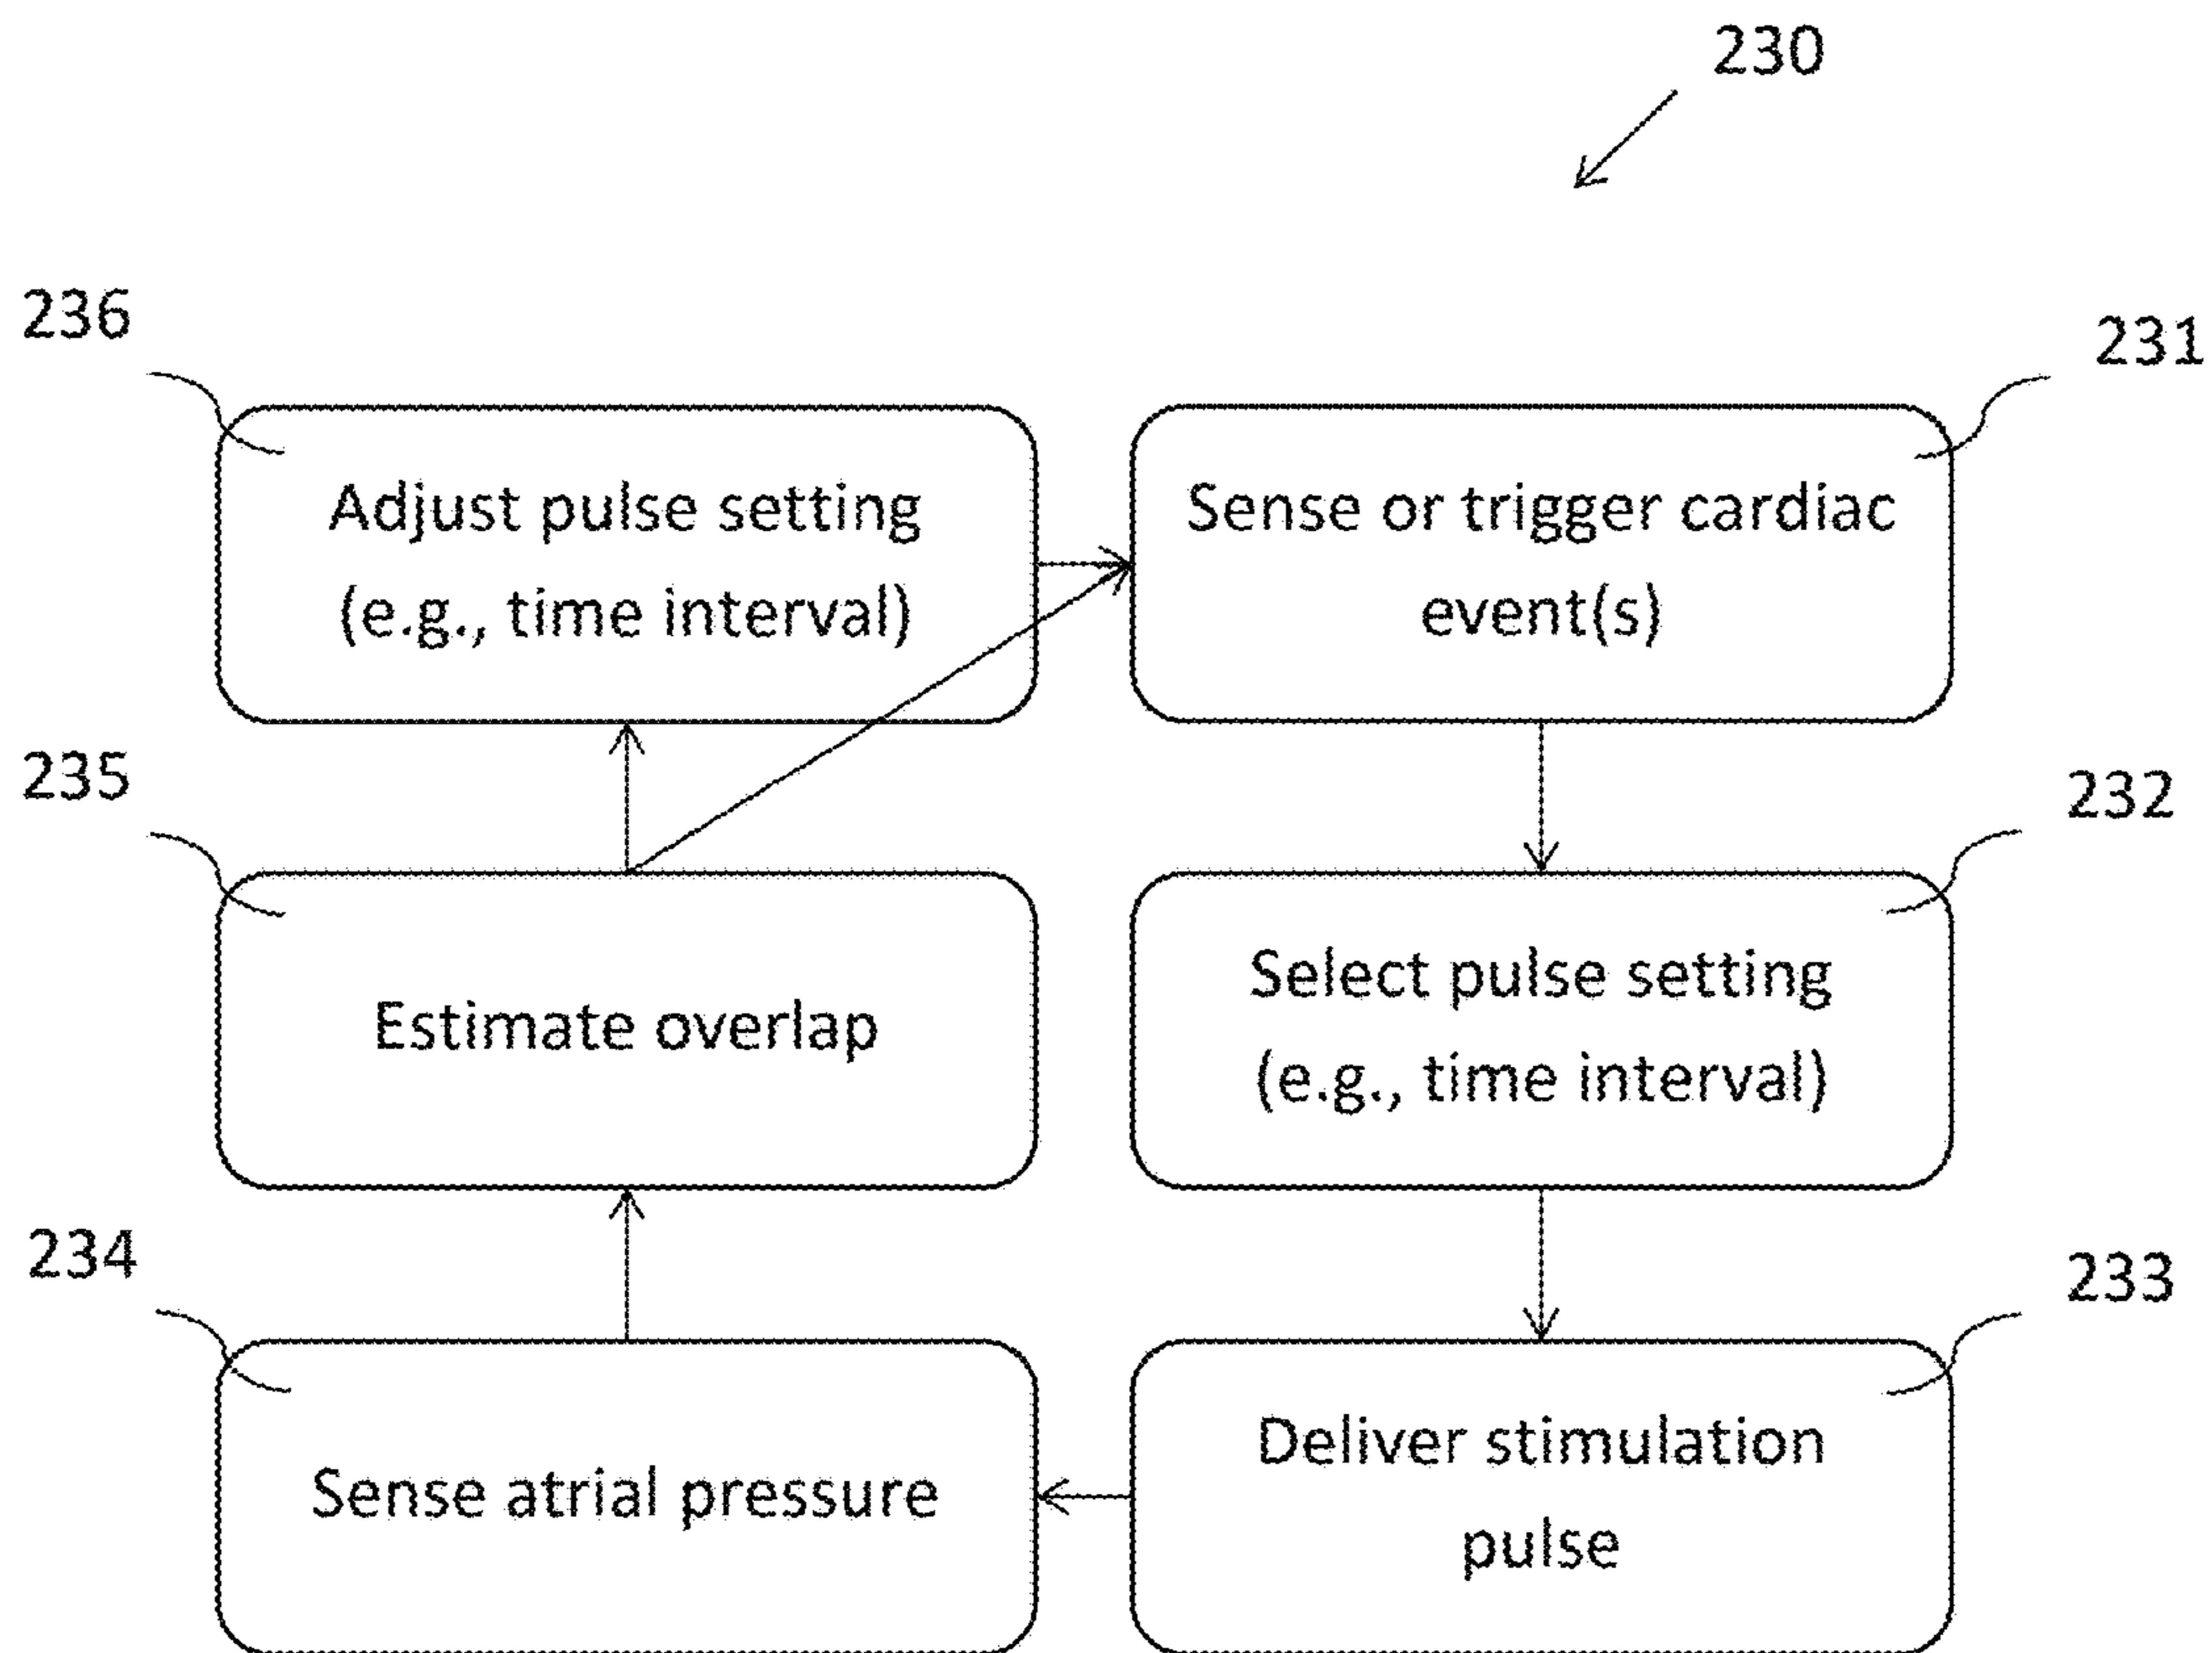 230
236
231
Adjust pulse setting
(e.g., time interval)
Sense or trigger cardiac
event(s)
235
232
Estimate overlap
Select pulse setting
(e.g., time interval)
234
233
Sense atrial pressure
Deliver stimulation
pulse